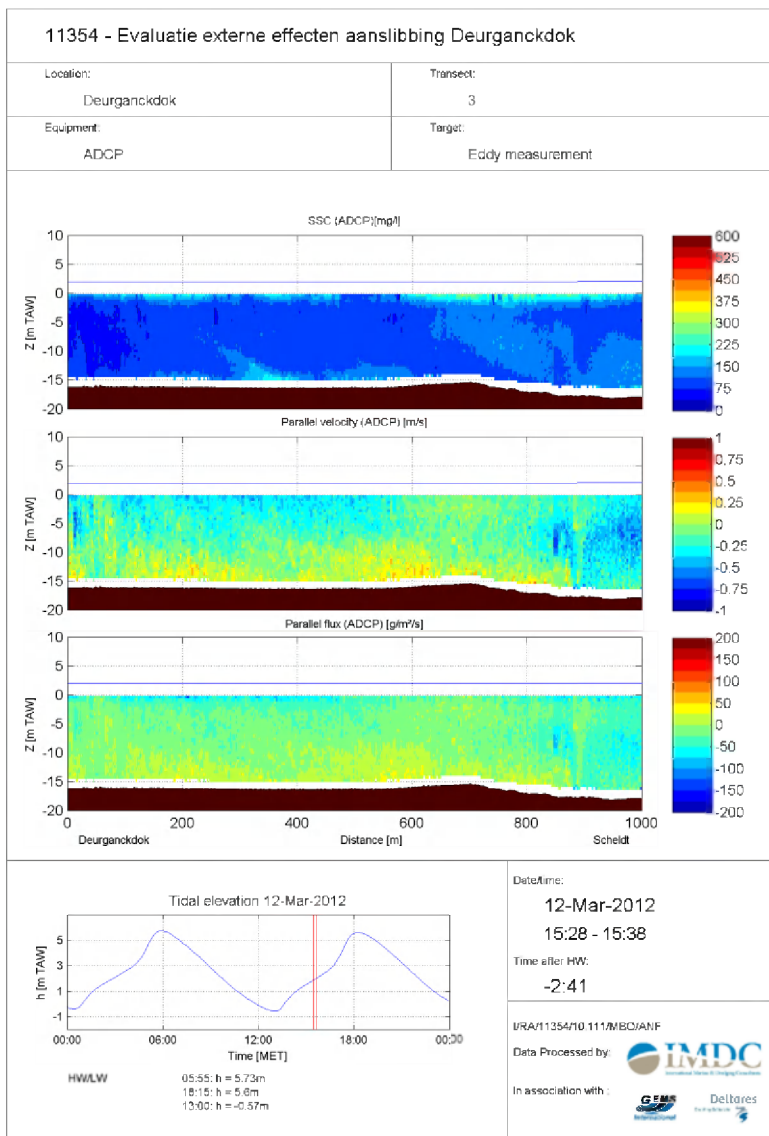 11354 - Evaluatie externe effecten aanslibbing Deurganckdok
Location:
Deurganckdok
Transect:
3
Equipment:
ADCP
Target:
Eddy measurement
SSC (ADCP)[mg/l]
10
5
0
-5
-10
-15
-20
Z [m TAW]
600
525
450
375
300
225
150
75
0
Parallel velocity (ADCP) [m/s]
10
5
0
-5
-10
-15
-20
Z [m TAW]
1
0.75
0.5
0.25
0
-0.25
-0.5
-0.75
-1
Parallel flux (ADCP) [g/m²/s]
10
5
0
-5
-10
-15
-20
Z [m TAW]
200
150
100
50
0
-50
-100
-150
-200
0 200 400 600 800 1000
Deurganckdok Distance [m] Scheldt
Tidal elevation 12-Mar-2012
h [m TAW]
5
3
1
-1
00:00 06:00 12:00 18:00 00:00
Time [MET]
HW/LW
05:55: h = 5.73m
18:15: h = 5.6m
13:00: h = -0.57m
Date/time:
12-Mar-2012
15:28 - 15:38
Time after HW:
-2:41
I/RA/11354/10.111/MBO/ANF
Data Processed by:
IMDC
International Marine & Dredging Consultants
In association with :
GEMS
International
Deltares